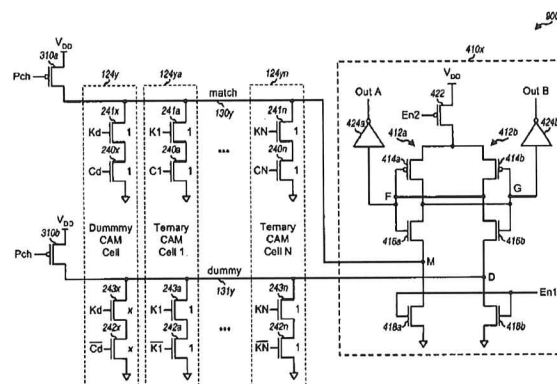 900
410x
VDD
310a
Pch
124y
124ya
124yn
match
130y
241x
Kd
1
240x
Cd
1
241a
K1
1
240a
C1
1
...
241n
KN
1
240n
CN
1
Out A
Out B
VDD
422
En2
424a
424b
412a
412b
414a
414b
F
G
416a
416b
M
D
En1
418a
418b
VDD
310b
Pch
Dummmy
CAM
Cell
Ternary
CAM
Cell 1
Ternary
CAM
Cell N
dummy
131y
243x
Kd
x
242x
Cd
x
243a
K1
1
242a
K1
1
...
243n
KN
1
242n
KN
1